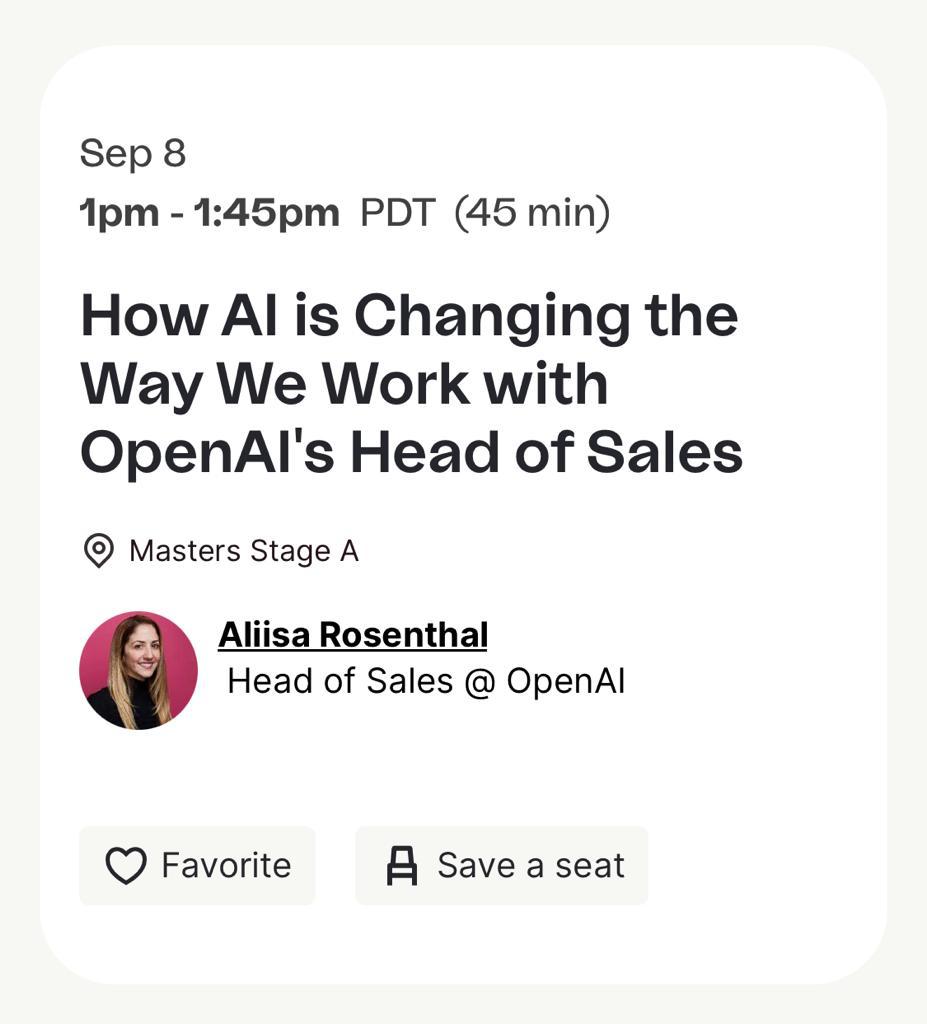 Sep 8
1pm - 1:45pm PDT (45 min)
How AI is Changing the
Way We Work with
OpenAI's Head of Sales
Masters Stage A
Aliisa Rosenthal
Head of Sales @ OpenAI
Favorite
Save a seat